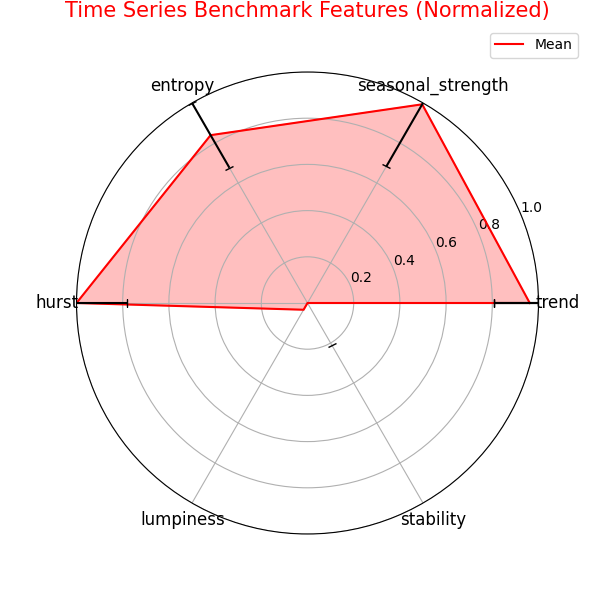 Time Series Benchmark Features (Normalized)
Mean
entropy
seasonal_strength
1.0
0.8
0.6
0.4
0.2
hurst
trend
lumpiness
stability